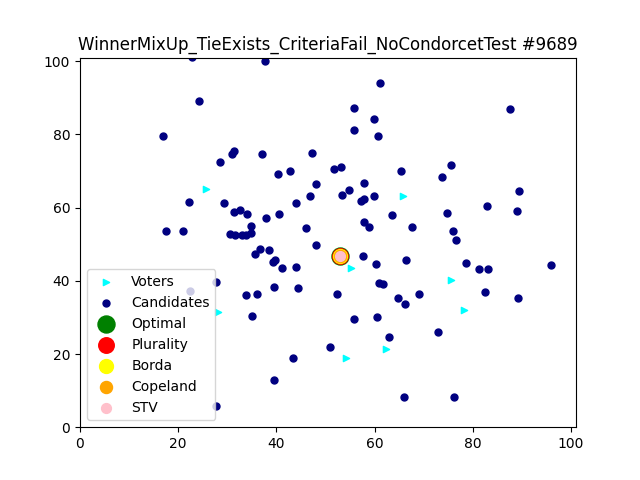 WinnerMixUp_TieExists_CriteriaFail_NoCondorcetTest #9689
100
80
60
40
20
0
Voters
Candidates
Optimal
Plurality
Borda
Copeland
STV
0 20 40 60 80 100